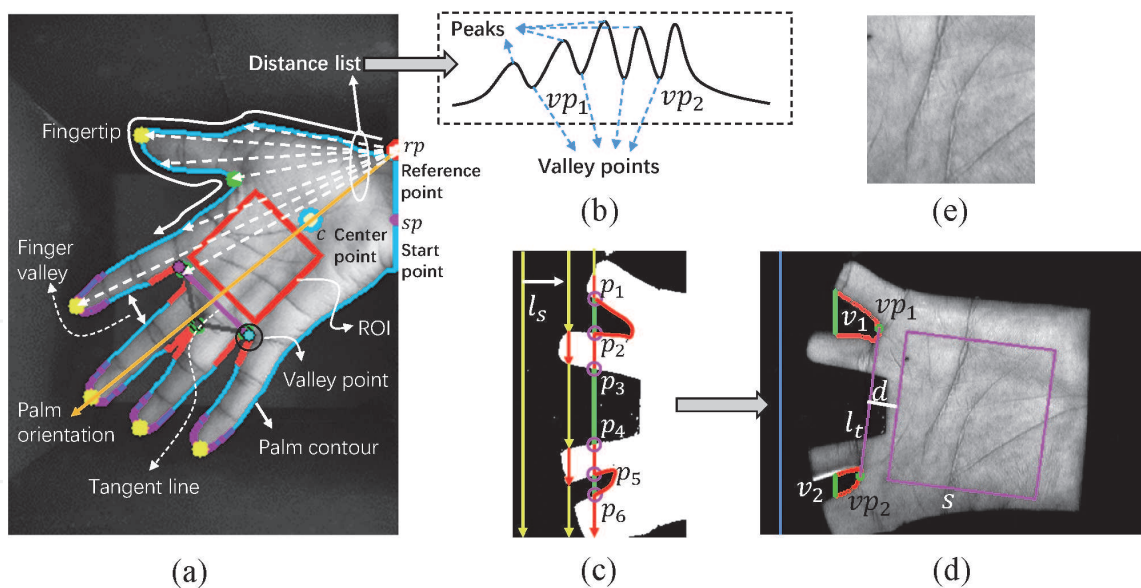 Fingertip
Distance list
rp
Reference
point
sp
c
Center
point
Start
point
Finger
valley
ROI
Valley point
Palm
orientation
Palm contour
Tangent line
(a)
Peaks
vp1
vp2
Valley points
(b)
(e)
ls
p1
p2
p3
p4
p5
p6
(c)
v1
vp1
d
lt
v2
vp2
s
(d)